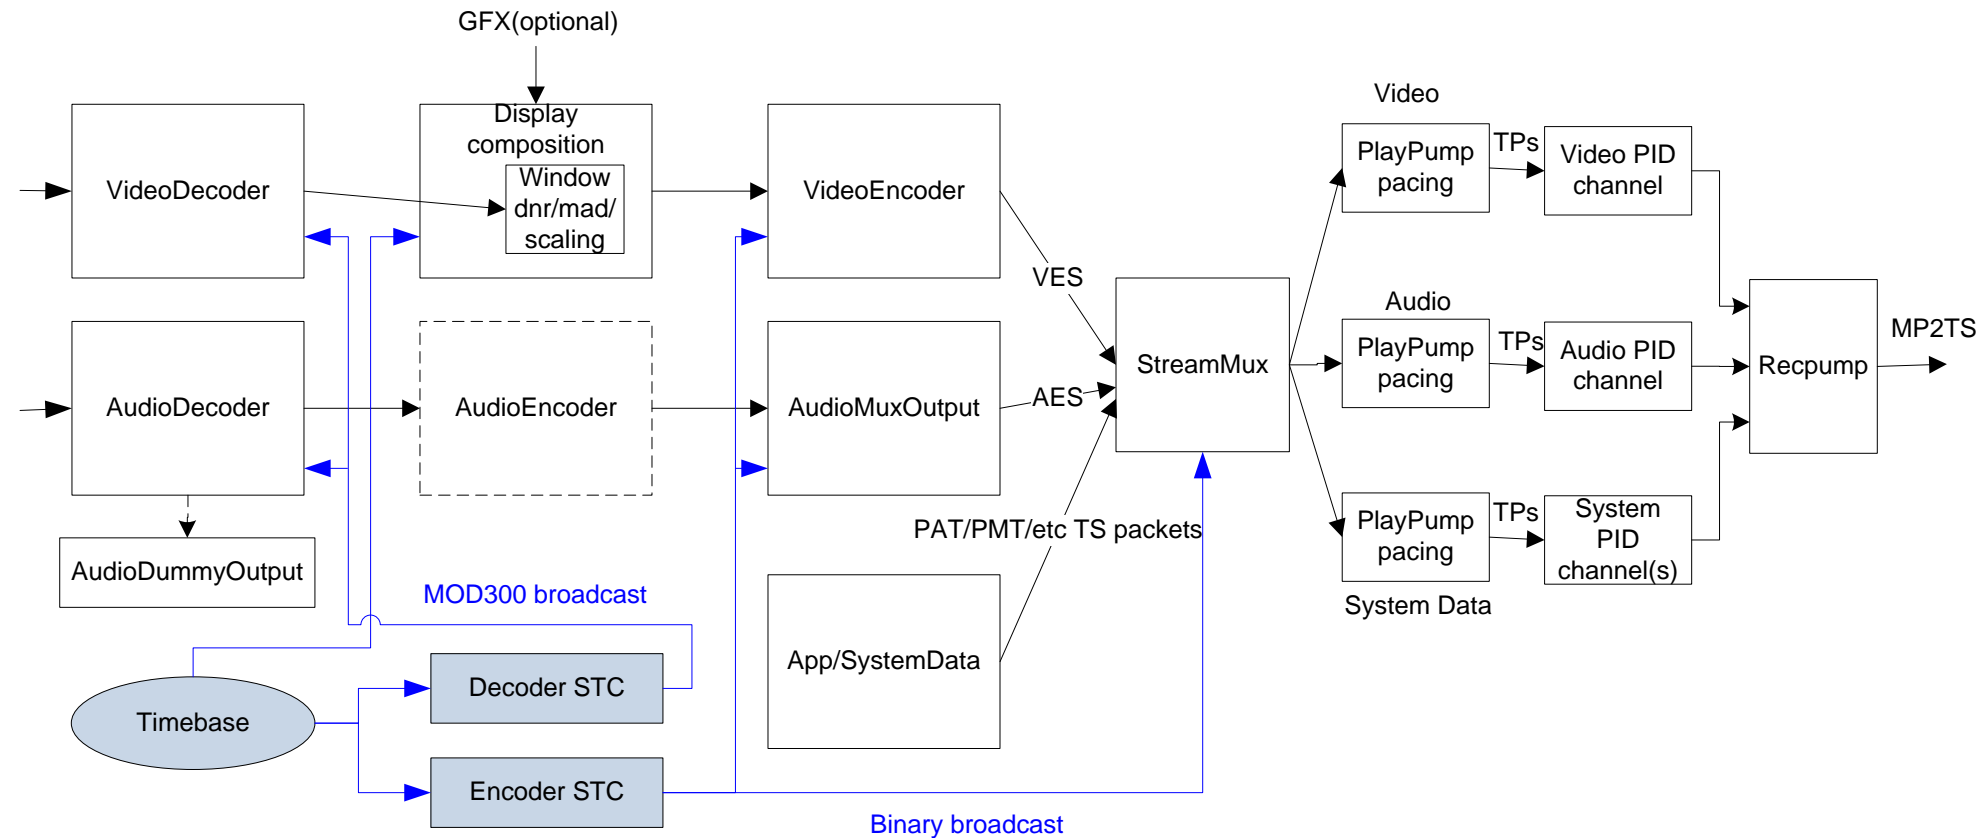 GFX(optional)
VideoDecoder
Display
composition
Window
dnr/mad/
scaling
VideoEncoder
VES
AudioDecoder
AudioEncoder
AudioMuxOutput
AES
AudioDummyOutput
StreamMux
PAT/PMT/etc TS packets
App/SystemData
MOD300 broadcast
Timebase
Decoder STC
Encoder STC
Binary broadcast
Video
PlayPump
pacing
TPs
Video PID
channel
Audio
PlayPump
pacing
TPs
Audio PID
channel
PlayPump
pacing
System Data
TPs
System
PID
channel(s)
Recpump
MP2TS